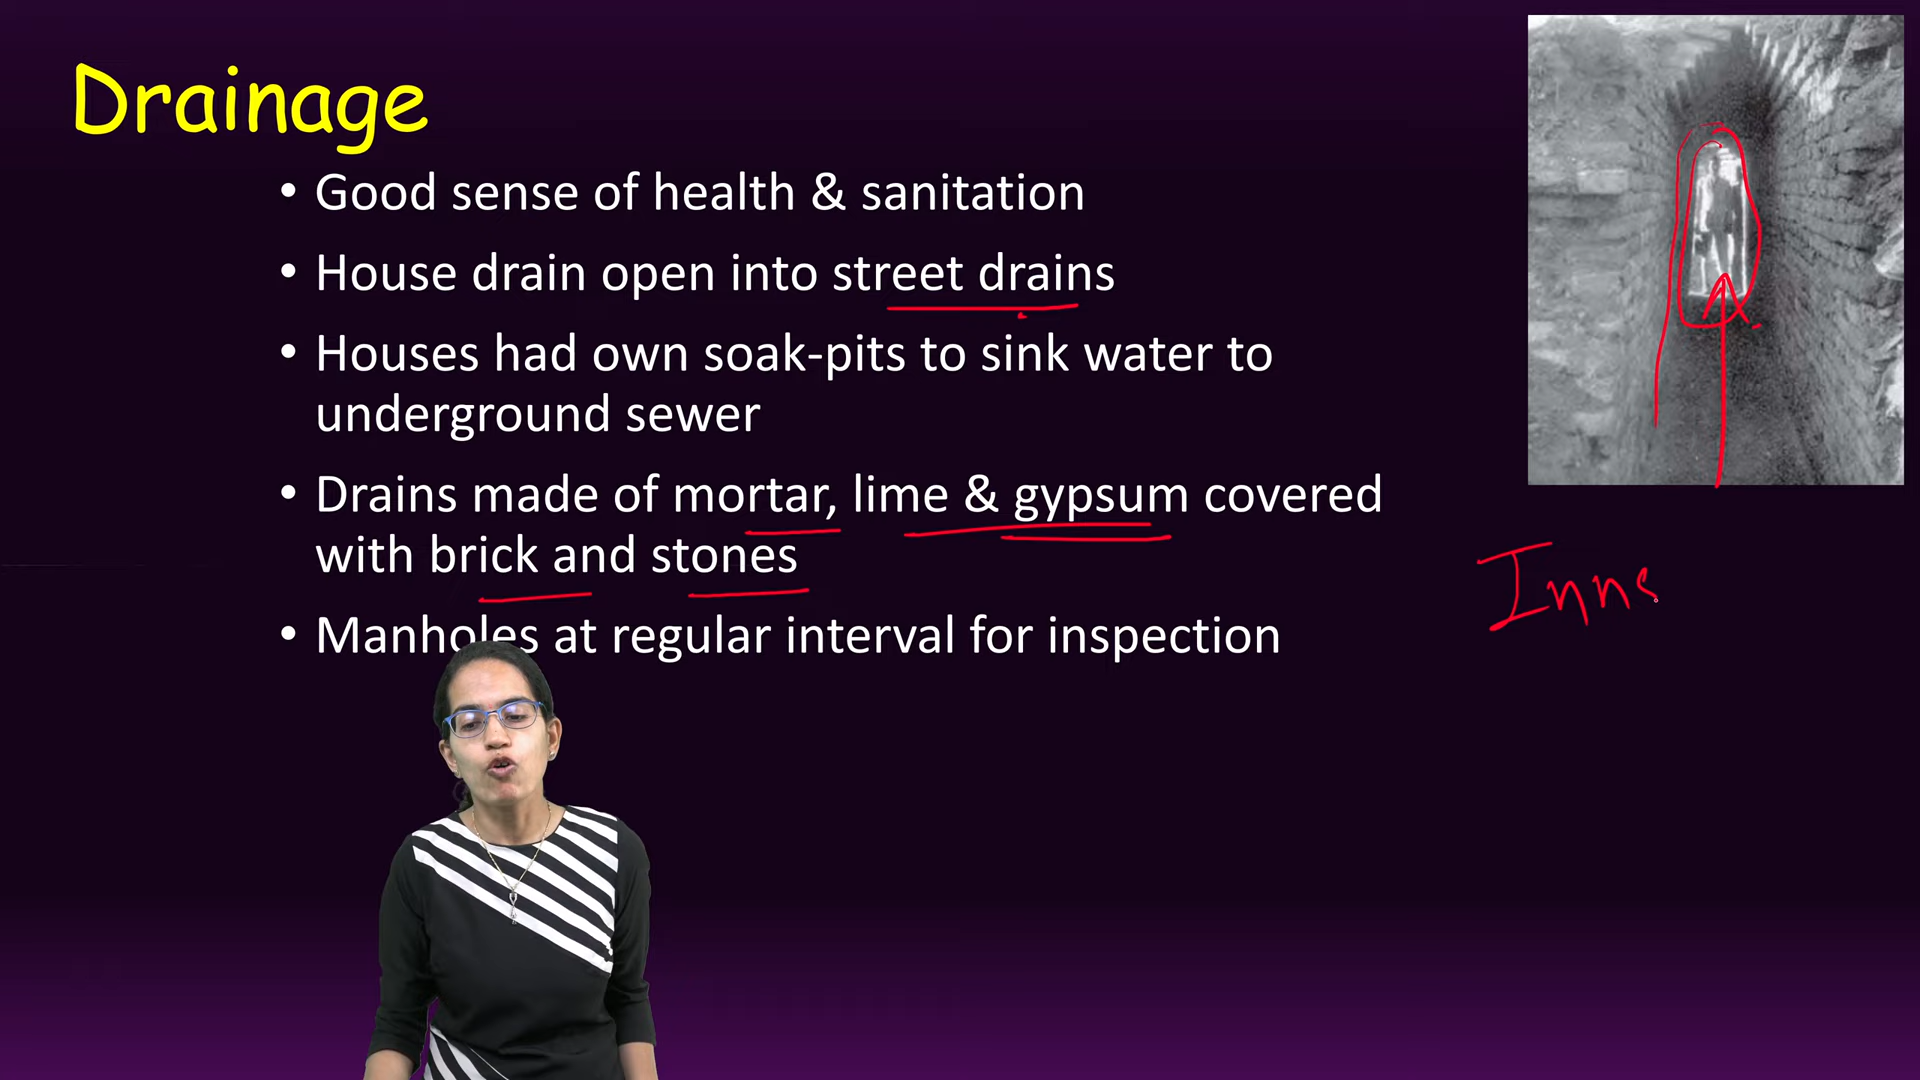 Drainage
• Good sense of health & sanitation
• House drain open into street drains
• Houses had own soak-pits to sink water to
underground sewer
• Drains made of mortar, lime & gypsum covered
with brick and stones
• Manholes at regular interval for inspection
Inne